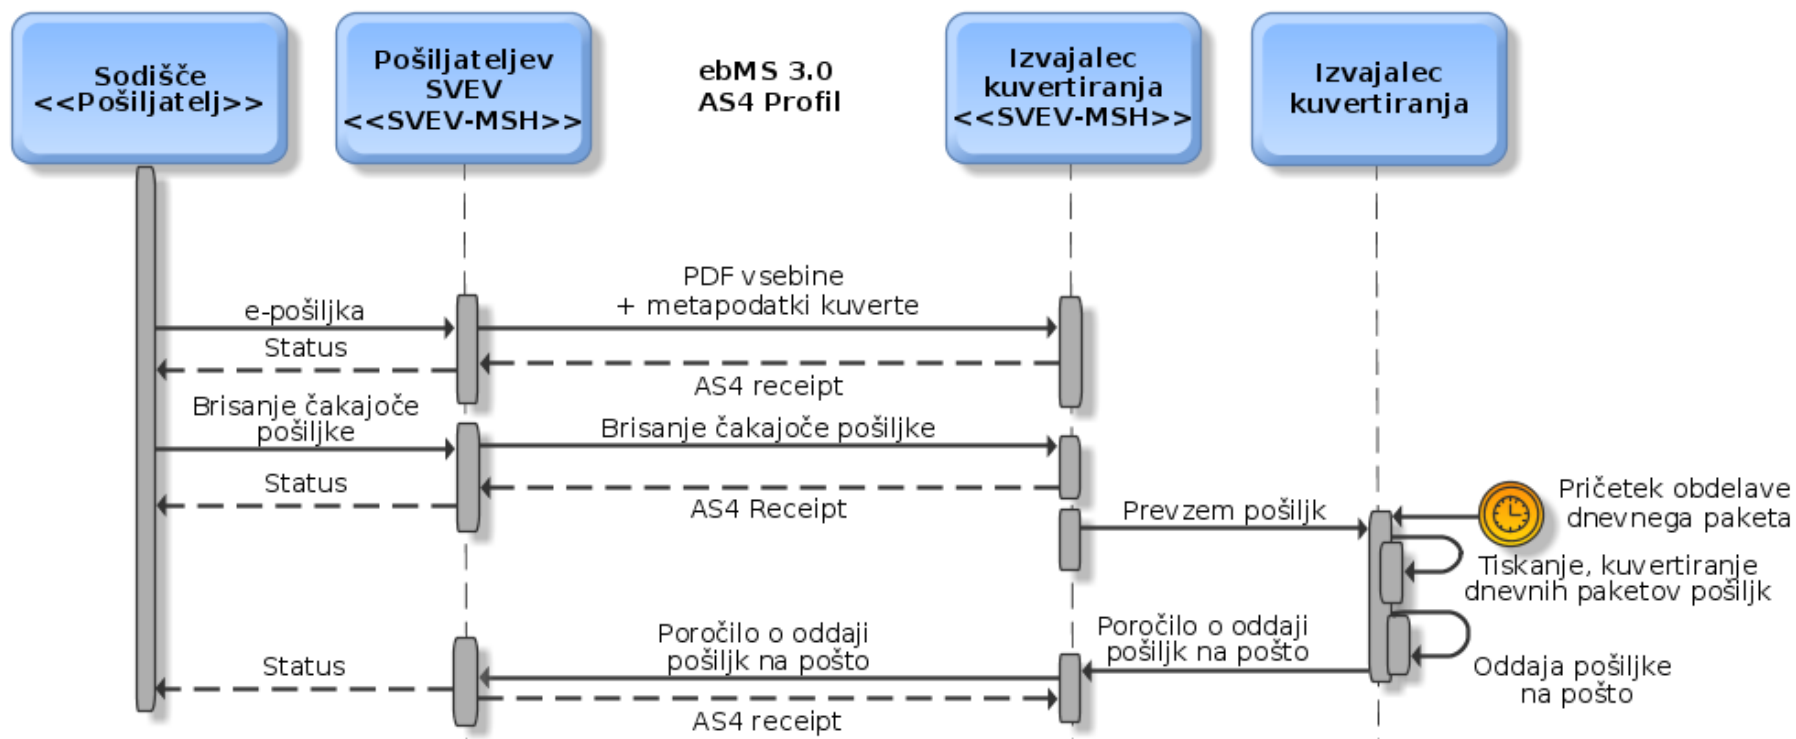 Sodišče
<<Pošiljatelj>>
Pošiljateljev
SVEV
<<SVEV-MSH>>
ebMS 3.0
AS4 Profil
Izvajalec
kuvertiranja
<<SVEV-MSH>>
Izvajalec
kuvertiranja
e-pošiljka
PDF vsebine
+ metapodatki kuverte
Status
AS4 receipt
Brisanje čakajoče
pošiljke
Brisanje čakajoče pošiljke
Status
AS4 Receipt
Prevzem pošiljk
Pričetek obdelave
dnevnega paketa
Tiskanje, kuvertiranje
dnevnih paketov pošiljk
Oddaja pošiljke
na pošto
Poročilo o oddaji
pošiljk na pošto
Poročilo o oddaji
pošiljk na pošto
Status
AS4 receipt